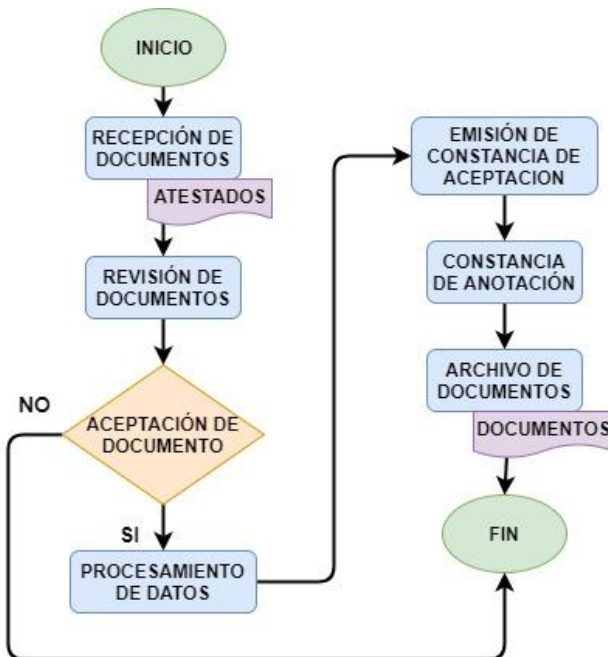 INICIO
RECEPCIÓN DE
DOCUMENTOS
ATESTADOS
REVISIÓN DE
DOCUMENTOS
NO
ACEPTACIÓN DE
DOCUMENTO
SI
PROCESAMIENTO
DE DATOS
EMISIÓN DE
CONSTANCIA DE
ACEPTACION
CONSTANCIA
DE ANOTACIÓN
ARCHIVO DE
DOCUMENTOS
DOCUMENTOS
FIN